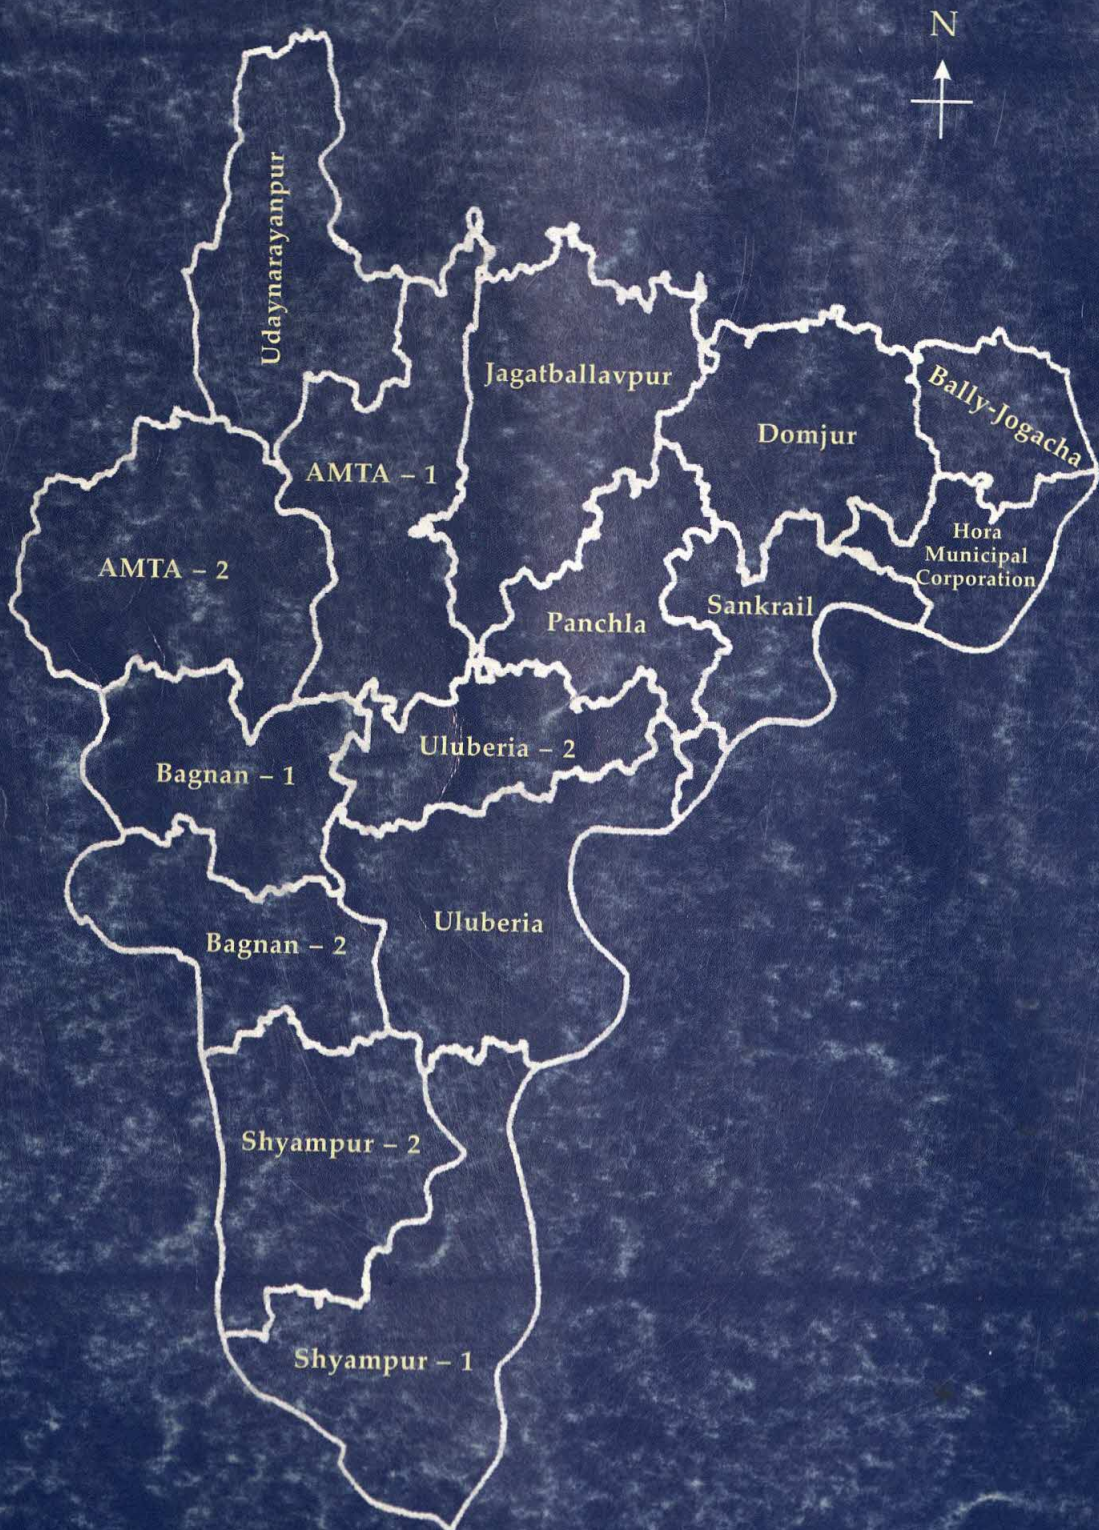 N
Udaynarayanpur
Jagatballavpur
Bally-Jogacha
Domjur
AMTA – 1
Hora
Municipal
Corporation
AMTA – 2
Sankrail
Panchla
Uluberia – 2
Bagnan – 1
Uluberia
Bagnan – 2
Shyampur – 2
Shyampur – 1